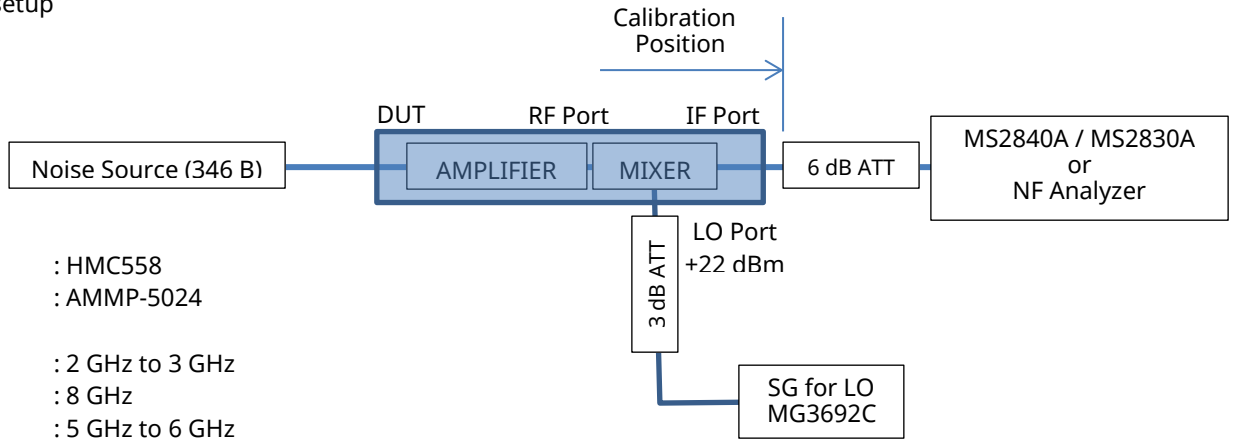 setup
Calibration
Position
DUT
RF Port
IF Port
Noise Source (346 B)
AMPLIFIER
MIXER
6 dB ATT
MS2840A / MS2830A
or
NF Analyzer
3 dB ATT
LO Port
+22 dBm
: HMC558
: AMMP-5024
: 2 GHz to 3 GHz
: 8 GHz
: 5 GHz to 6 GHz
SG for LO
MG3692C